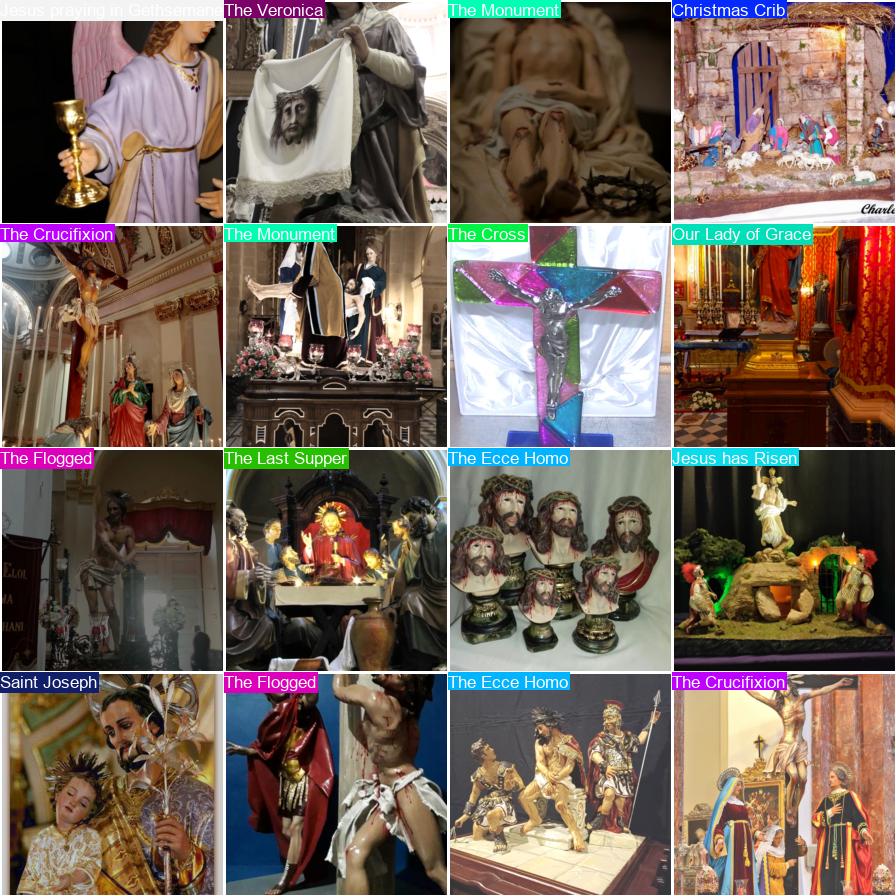 Jesus praying in Gethsemane
The Veronica
The Monument
Christmas Crib
Charle
The Crucifixion
The Monument
The Cross
Our Lady of Grace
The Flogged
The Last Supper
The Ecce Homo
Jesus has Risen
MA
HANI
Saint Joseph
The Flogged
The Ecce Homo
The Crucifixion